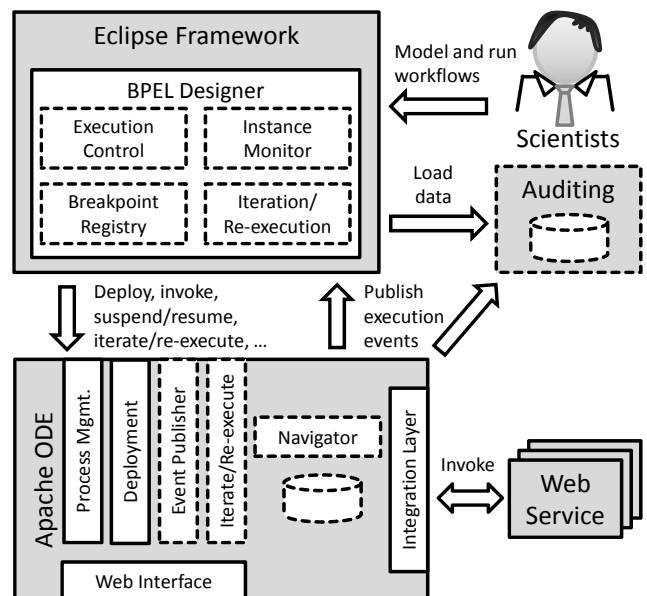 Eclipse Framework
Model and run
workflows
Scientists
BPEL Designer
Execution
Control
Instance
Monitor
Breakpoint
Registry
Iteration/
Re-execution
Load
data
Auditing
Deploy, invoke,
suspend/resume,
iterate/re-execute, ...
Publish
execution
events
Apache ODE
Process Mgmt.
Deployment
Event Publisher
Iterate/Re-execute
Navigator
Integration Layer
Invoke
Web
Service
Web Interface